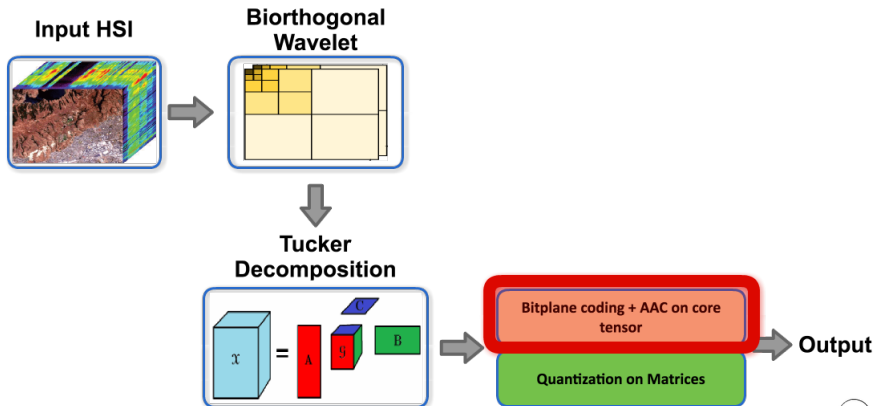 Input HSI
Biorthogonal
Wavelet
Tucker
Decomposition
X
=
A
C
G
B
Bitplane coding + AAC on core
tensor
Quantization on Matrices
Output